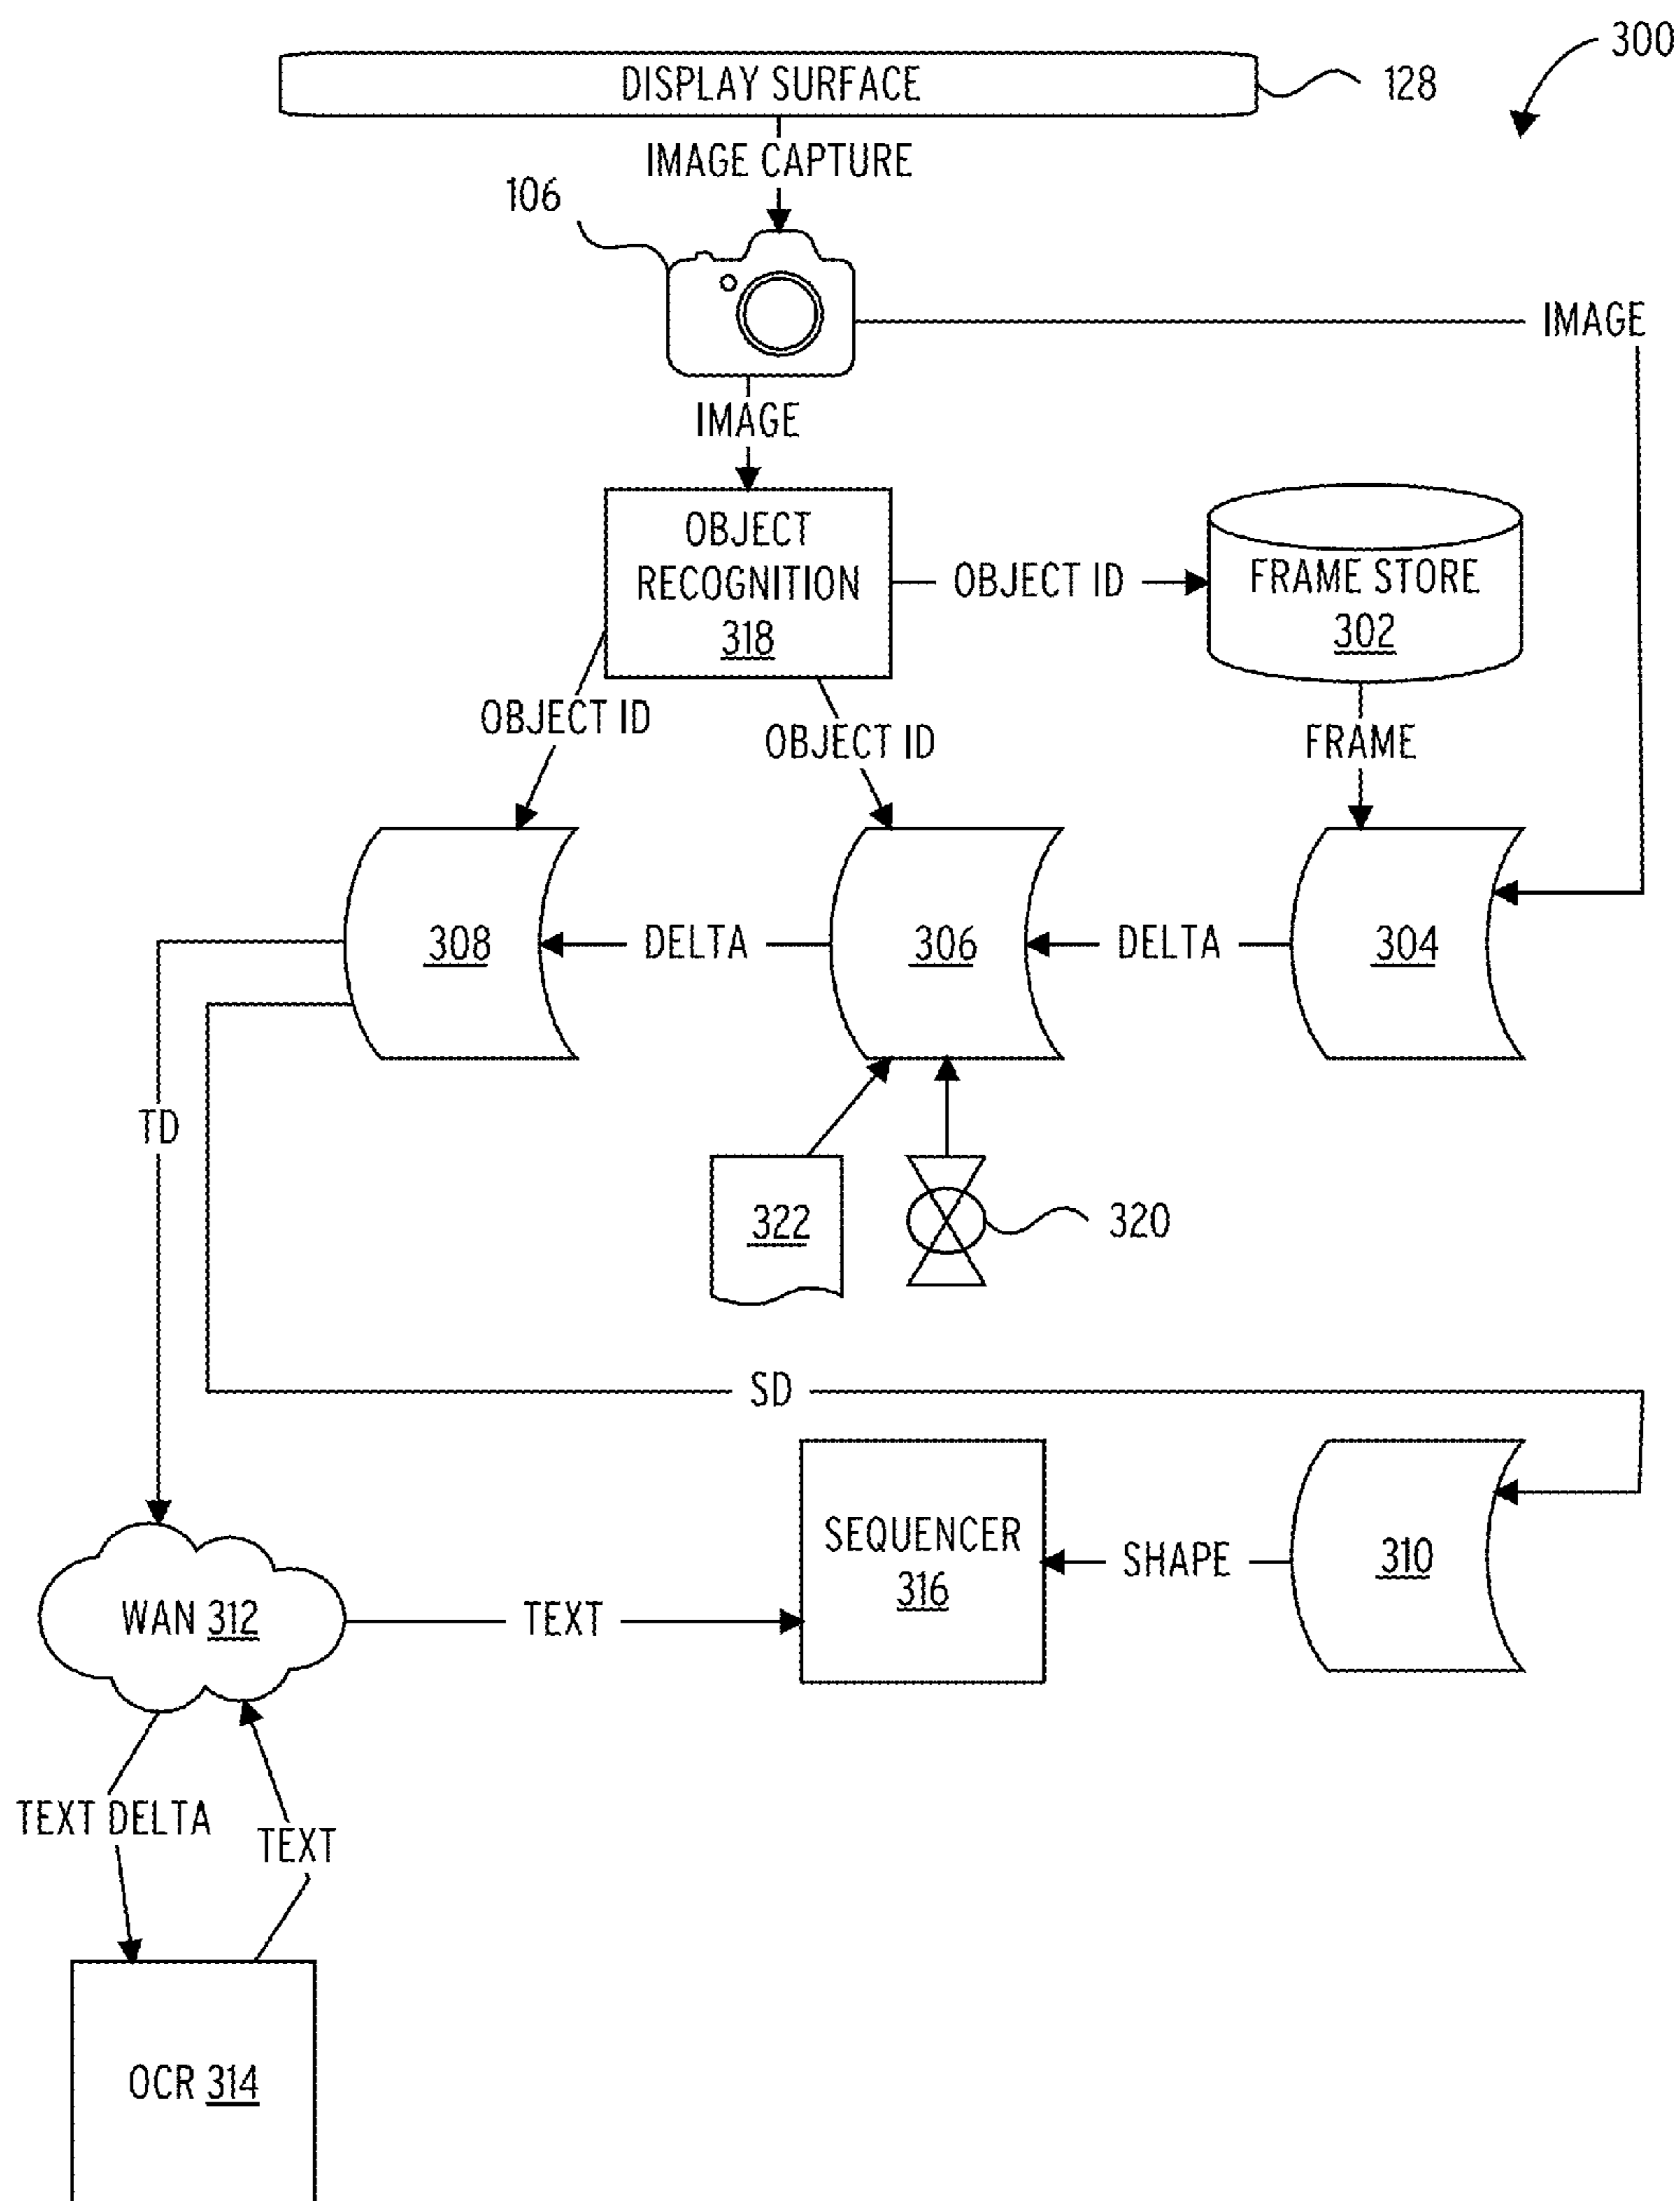 300
DISPLAY SURFACE
128
IMAGE CAPTURE
106
IMAGE
IMAGE
OBJECT
RECOGNITION
318
OBJECT ID
FRAME STORE
302
OBJECT ID
OBJECT ID
FRAME
308
DELTA
306
DELTA
304
TD
322
320
SD
SEQUENCER
316
SHAPE
310
WAN 312
TEXT
TEXT DELTA
TEXT
OCR 314